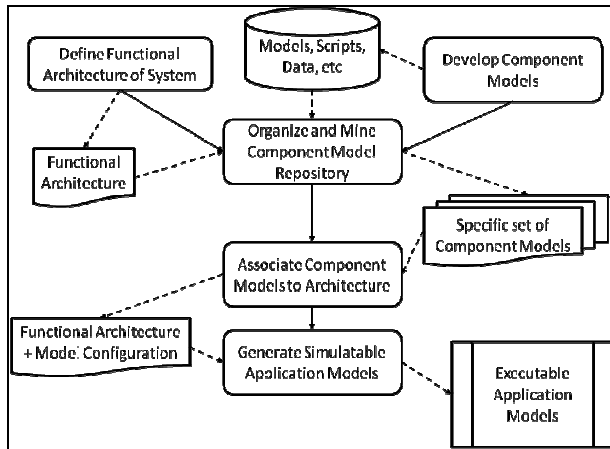 Define Functional
Architecture of System
Models, Scripts,
Data, etc
Develop Component
Models
Organize and Mine
Component Model
Repository
Functional
Architecture
Specific set of
Component Models
Associate Component
Models to Architecture
Functional Architecture
+ Model Configuration
Generate Simulatable
Application Models
Executable
Application
Models